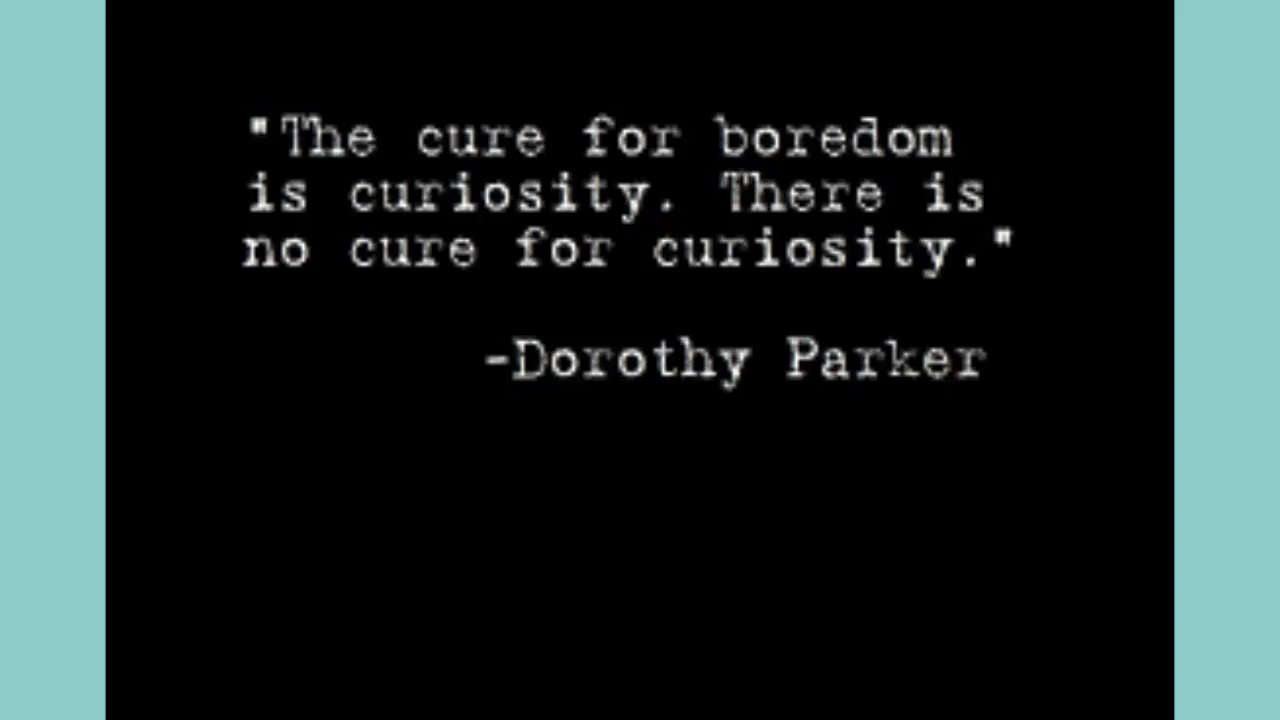 "The cure for boredom
is curiosity. There is
no cure for curiosity."
-Dorothy Parker